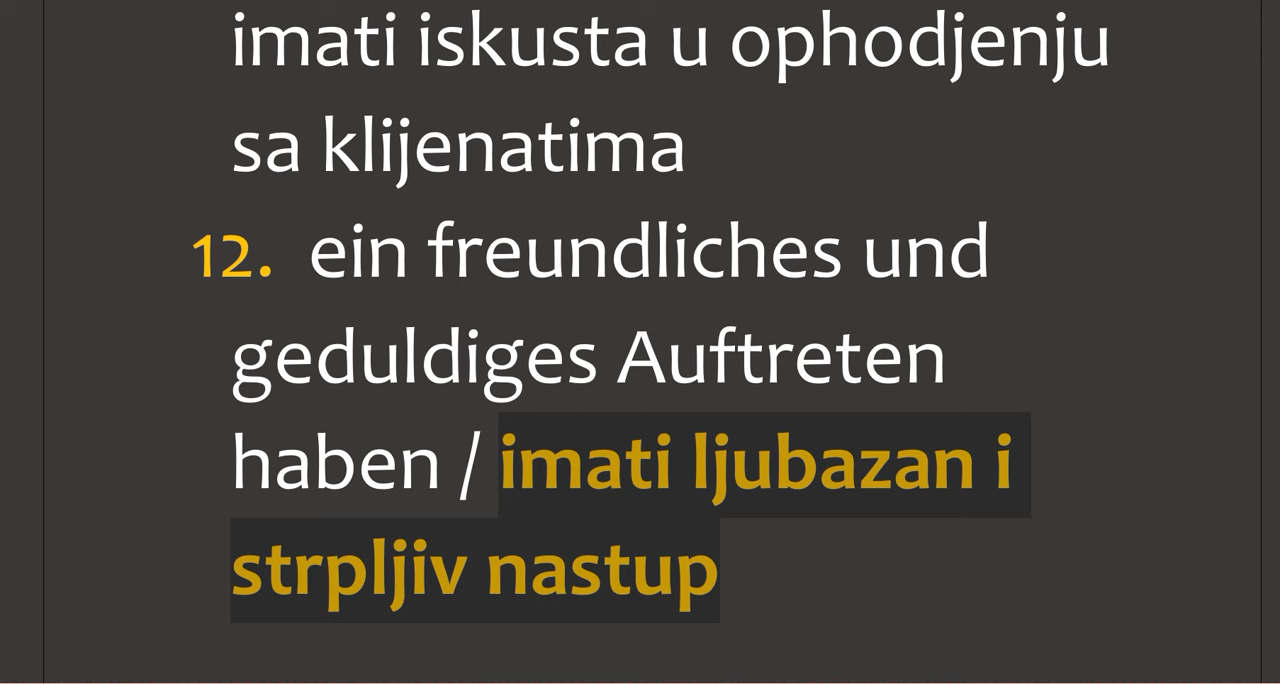 imati iskusta u ophodjenju
sa klijenatima
12. ein freundliches und
geduldiges Auftreten
haben / imati ljubazan i
strpljiv nastup